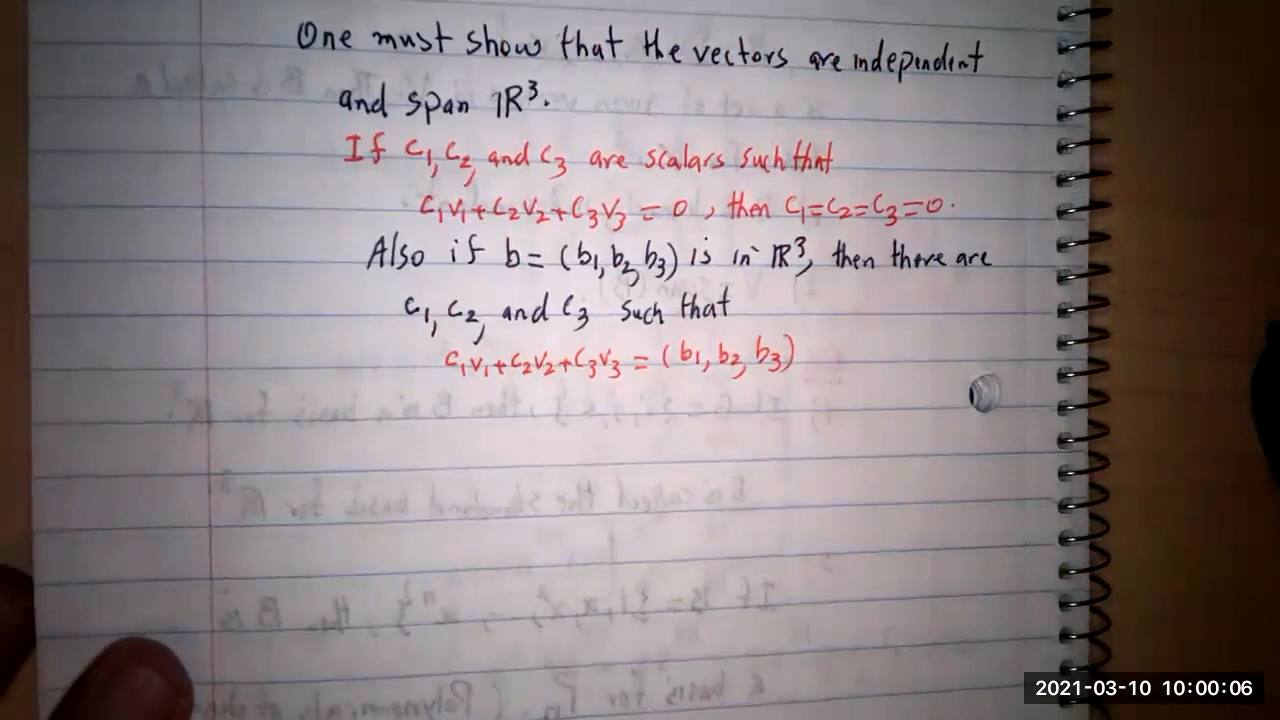 One must show that the vectors are independent
and span ℝ³.
If c₁, c₂, and c₃ are scalars such that
c₁v₁+c₂v₂+c₃v₃ = 0, then c₁=c₂=c₃=0.
Also if b = (b₁, b₂, b₃) is in ℝ³, then there are
c₁, c₂, and c₃ such that
c₁v₁+c₂v₂+c₃v₃ = (b₁, b₂, b₃)
2021-03-10 10:00:06